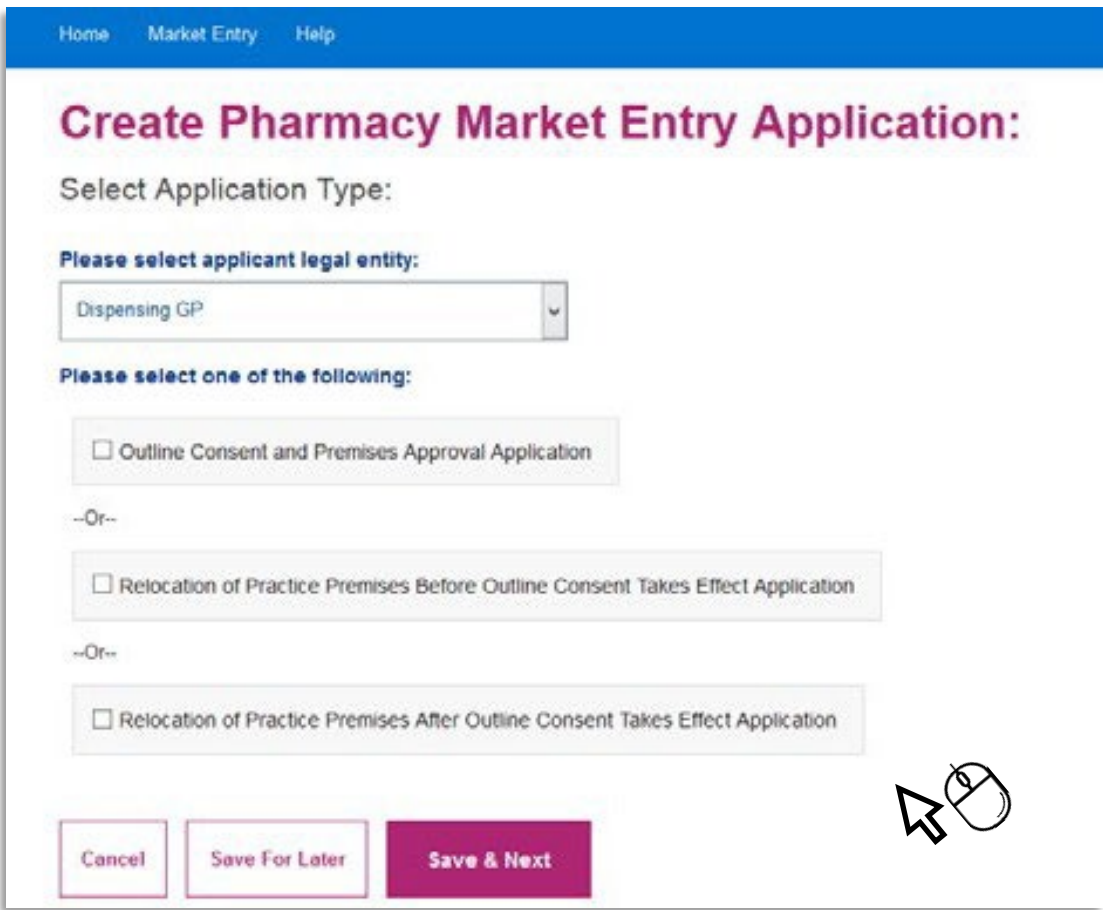 Home Market Entry Help
Create Pharmacy Market Entry Application:
Select Application Type:
Please select applicant legal entity:
Dispensing GP
Please select one of the following:
Outline Consent and Premises Approval Application
--Or--
Relocation of Practice Premises Before Outline Consent Takes Effect Application
--Or--
Relocation of Practice Premises After Outline Consent Takes Effect Application
Cancel Save For Later Save & Next